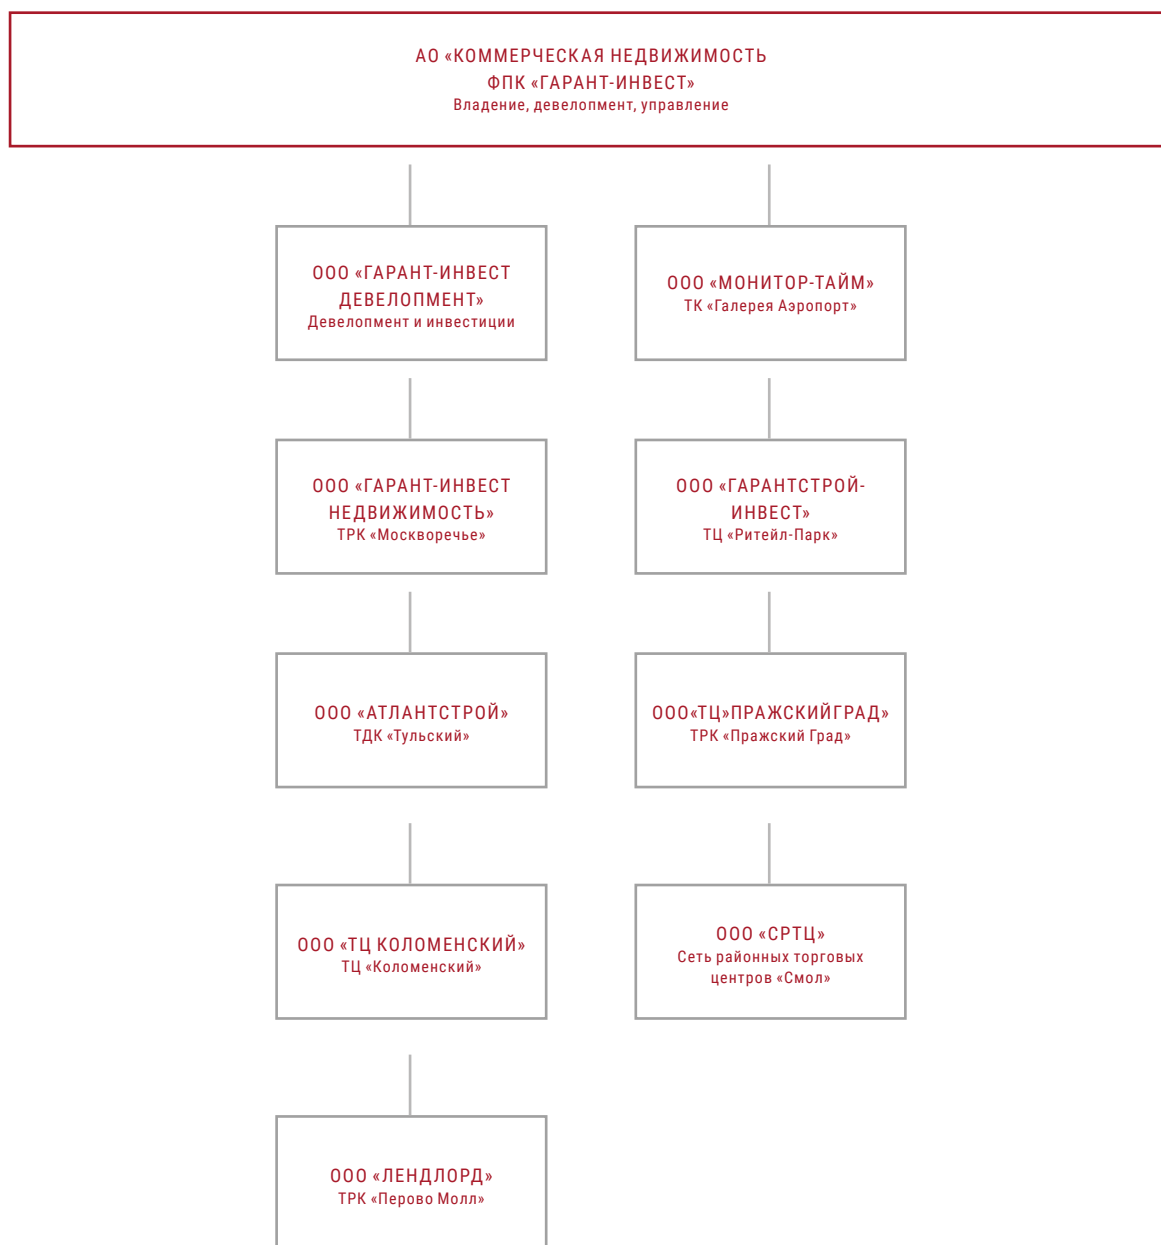 АО «КОММЕРЧЕСКАЯ НЕДВИЖИМОСТЬ
ФПК «ГАРАНТ-ИНВЕСТ»
Владение, девелопмент, управление
ООО «ГАРАНТ-ИНВЕСТ
ДЕВЕЛОПМЕНТ»
Девелопмент и инвестиции
ООО «МОНИТОР-ТАЙМ»
ТК «Галерея Аэропорт»
ООО «ГАРАНТ-ИНВЕСТ
НЕДВИЖИМОСТЬ»
ТРК «Москворечье»
ООО «ГАРАНТСТРОЙ-
ИНВЕСТ»
ТЦ «Ритейл-Парк»
ООО «АТЛАНТСТРОЙ»
ТДК «Тульский»
ООО«ТЦ»ПРАЖСКИЙГРАД»
ТРК «Пражский Град»
ООО «ТЦ КОЛОМЕНСКИЙ»
ТЦ «Коломенский»
ООО «СРТЦ»
Сеть районных торговых
центров «Смол»
ООО «ЛЕНДЛОРД»
ТРК «Перово Молл»